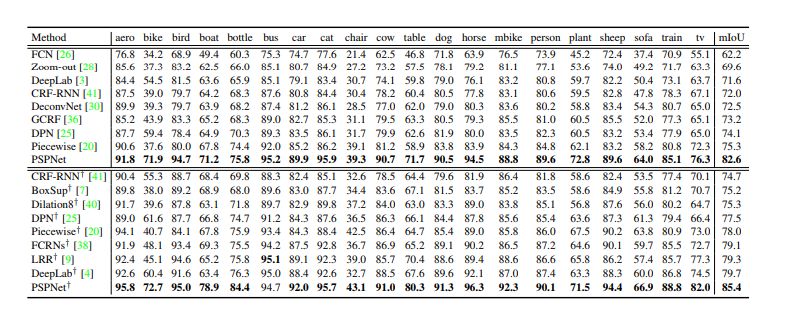 Method aero bike bird boat bottle bus car cat chair cow table dog horse mbike person plant sheep sofa train tv mIoU
FCN [26] 76.8 34.2 68.9 49.4 60.3 75.3 74.7 77.6 21.4 62.5 46.8 71.8 63.9 76.5 73.9 45.2 72.4 37.4 70.9 55.1 62.2
Zoom-out [28] 85.6 37.3 83.2 62.5 66.0 85.1 80.7 84.9 27.2 73.2 57.5 78.1 79.2 81.1 77.1 53.6 74.0 49.2 71.7 63.3 69.6
DeepLab [3] 84.4 54.5 81.5 63.6 65.9 85.1 79.1 83.4 30.7 74.1 59.8 79.0 76.1 83.2 80.8 59.7 82.2 50.4 73.1 63.7 71.6
CRF-RNN [41] 87.5 39.0 79.7 64.2 68.3 87.6 80.8 84.4 30.4 78.2 60.4 80.5 77.8 83.1 80.6 59.5 82.8 47.8 78.3 67.1 72.0
DeconvNet [30] 89.9 39.3 79.7 63.9 68.2 87.4 81.2 86.1 28.5 77.0 62.0 79.0 80.3 83.6 80.2 58.8 83.4 54.3 80.7 65.0 72.5
GCRF [36] 85.2 43.9 83.3 65.2 68.3 89.0 82.7 85.3 31.1 79.5 63.3 80.5 79.3 85.5 81.0 60.5 85.5 52.0 77.3 65.1 73.2
DPN [25] 87.7 59.4 78.4 64.9 70.3 89.3 83.5 86.1 31.7 79.9 62.6 81.9 80.0 83.5 82.3 60.5 83.2 53.4 77.9 65.0 74.1
Piecewise [20] 90.6 37.6 80.0 67.8 74.4 92.0 85.2 86.2 39.1 81.2 58.9 83.8 83.9 84.3 84.8 62.1 83.2 58.2 80.8 72.3 75.3
PSPNet 91.8 71.9 94.7 71.2 75.8 95.2 89.9 95.9 39.3 90.7 71.7 90.5 94.5 88.8 89.6 72.8 89.6 64.0 85.1 76.3 82.6
CRF-RNN† [41] 90.4 55.3 88.7 68.4 69.8 88.3 82.4 85.1 32.6 78.5 64.4 79.6 81.9 86.4 81.8 58.6 82.4 53.5 77.4 70.1 74.7
BoxSup† [7] 89.8 38.0 89.2 68.9 68.0 89.6 83.0 87.7 34.4 83.6 67.1 81.5 83.7 85.2 83.5 58.6 84.9 55.8 81.2 70.7 75.2
Dilation8† [40] 91.7 39.6 87.8 63.1 71.8 89.7 82.9 89.8 37.2 84.0 63.0 83.3 89.0 83.8 85.1 56.8 87.6 56.0 80.2 64.7 75.3
DPN† [25] 89.0 61.6 87.7 66.8 74.7 91.2 84.3 87.6 36.5 86.3 66.1 84.4 87.8 85.6 85.4 63.6 87.3 61.3 79.4 66.4 77.5
Piecewise† [20] 94.1 40.7 84.1 67.8 75.9 93.4 84.3 88.4 42.5 86.4 64.7 85.4 89.0 85.8 86.0 67.5 90.2 63.8 80.9 73.0 78.0
FCRNs† [38] 91.9 48.1 93.4 69.3 75.5 94.2 87.5 92.8 36.7 86.9 65.2 89.1 90.2 86.5 87.2 64.6 90.1 59.7 85.5 72.7 79.1
LRR† [9] 92.4 45.1 94.6 65.2 75.8 95.1 89.1 92.3 39.0 85.7 70.4 88.6 89.4 88.6 86.6 65.8 86.2 57.4 85.7 77.3 79.3
DeepLab† [4] 92.6 60.4 91.6 63.4 76.3 95.0 88.4 92.6 32.7 88.5 67.6 89.6 92.1 87.0 87.4 63.3 88.3 60.0 86.8 74.5 79.7
PSPNet† 95.8 72.7 95.0 78.9 84.4 94.7 92.0 95.7 43.1 91.0 80.3 91.3 96.3 92.3 90.1 71.5 94.4 66.9 88.8 82.0 85.4